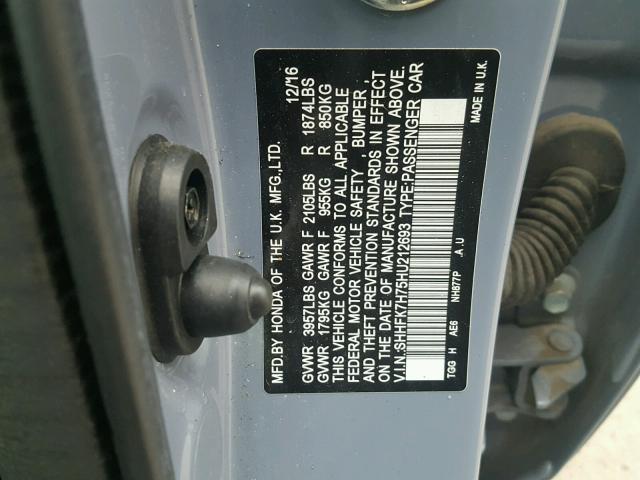 MFD.BY HONDA OF THE U.K. MFG.,LTD. 12/16
GVWR 3957LBS GAWR F 2105LBS R 1874LBS
GVWR 1795KG GAWR F 955KG R 850KG
THIS VEHICLE CONFORMS TO ALL APPLICABLE
FEDERAL MOTOR VEHICLE SAFETY , BUMPER ,
AND THEFT PREVENTION STANDARDS IN EFFECT
ON THE DATE OF MANUFACTURE SHOWN ABOVE.
V.I.N.:SHHFK7H75HU212693 TYPE:PASSENGER CAR
TGG H AE6 NH877P .A.U MADE IN U.K.